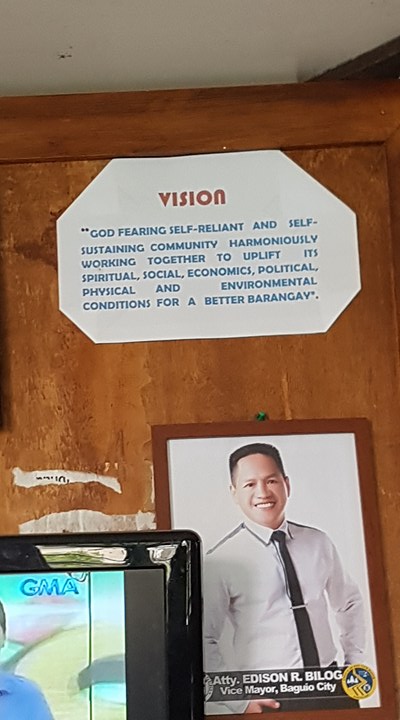 VISION
"GOD FEARING SELF-RELIANT AND SELF-
SUSTAINING COMMUNITY HARMONIOUSLY
WORKING TOGETHER TO UPLIFT ITS
SPIRITUAL, SOCIAL, ECONOMICS, POLITICAL,
PHYSICAL AND ENVIRONMENTAL
CONDITIONS FOR A BETTER BARANGAY".
GMA
Atty. EDISON R. BILOG
Vice Mayor, Baguio City